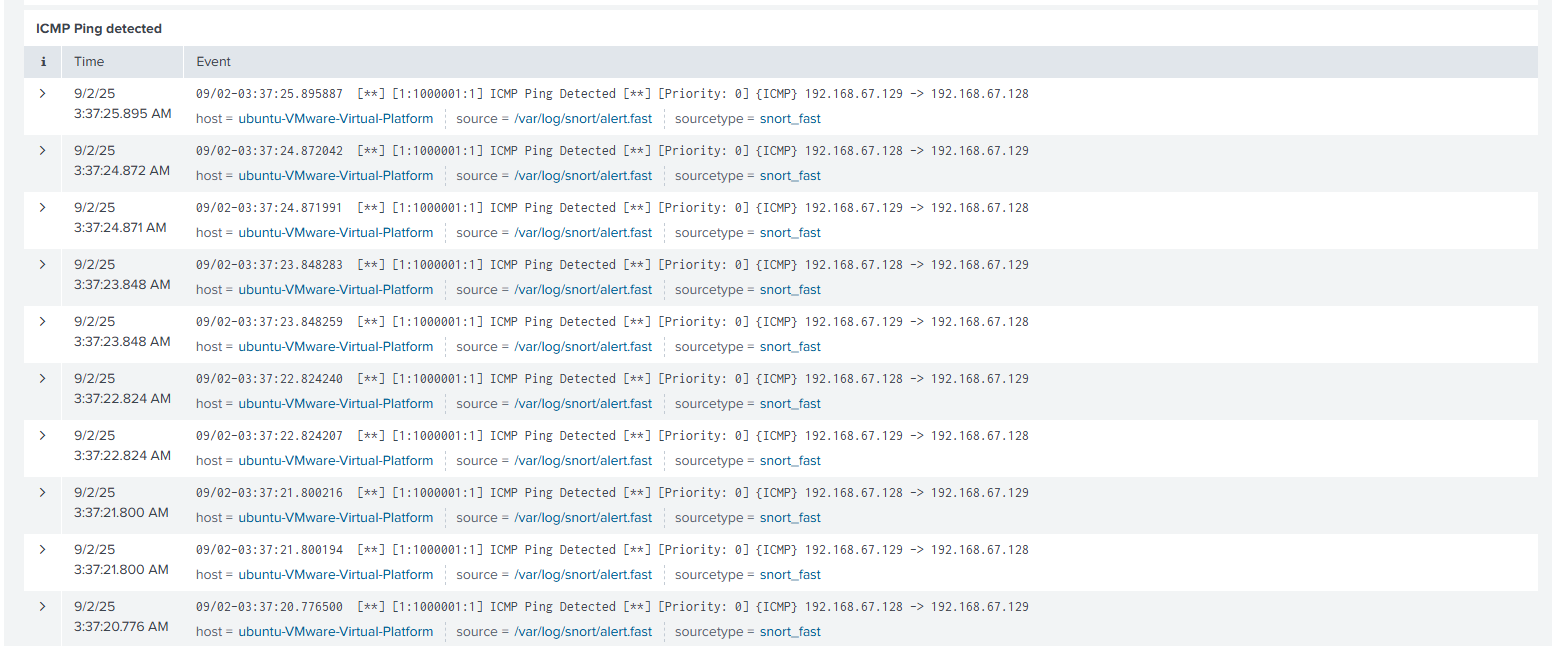 ICMP Ping detected
i Time Event
9/2/25 09/02-03:37:25.895887 [**] [1:1000001:1] ICMP Ping Detected [**] [Priority: 0] {ICMP} 192.168.67.129 -> 192.168.67.128
3:37:25.895 AM host = ubuntu-VMware-Virtual-Platform source = /var/log/snort/alert.fast sourcetype = snort_fast
9/2/25 09/02-03:37:24.872042 [**] [1:1000001:1] ICMP Ping Detected [**] [Priority: 0] {ICMP} 192.168.67.128 -> 192.168.67.129
3:37:24.872 AM host = ubuntu-VMware-Virtual-Platform source = /var/log/snort/alert.fast sourcetype = snort_fast
9/2/25 09/02-03:37:24.871991 [**] [1:1000001:1] ICMP Ping Detected [**] [Priority: 0] {ICMP} 192.168.67.129 -> 192.168.67.128
3:37:24.871 AM host = ubuntu-VMware-Virtual-Platform source = /var/log/snort/alert.fast sourcetype = snort_fast
9/2/25 09/02-03:37:23.848283 [**] [1:1000001:1] ICMP Ping Detected [**] [Priority: 0] {ICMP} 192.168.67.128 -> 192.168.67.129
3:37:23.848 AM host = ubuntu-VMware-Virtual-Platform source = /var/log/snort/alert.fast sourcetype = snort_fast
9/2/25 09/02-03:37:23.848259 [**] [1:1000001:1] ICMP Ping Detected [**] [Priority: 0] {ICMP} 192.168.67.129 -> 192.168.67.128
3:37:23.848 AM host = ubuntu-VMware-Virtual-Platform source = /var/log/snort/alert.fast sourcetype = snort_fast
9/2/25 09/02-03:37:22.824240 [**] [1:1000001:1] ICMP Ping Detected [**] [Priority: 0] {ICMP} 192.168.67.128 -> 192.168.67.129
3:37:22.824 AM host = ubuntu-VMware-Virtual-Platform source = /var/log/snort/alert.fast sourcetype = snort_fast
9/2/25 09/02-03:37:22.824207 [**] [1:1000001:1] ICMP Ping Detected [**] [Priority: 0] {ICMP} 192.168.67.129 -> 192.168.67.128
3:37:22.824 AM host = ubuntu-VMware-Virtual-Platform source = /var/log/snort/alert.fast sourcetype = snort_fast
9/2/25 09/02-03:37:21.800216 [**] [1:1000001:1] ICMP Ping Detected [**] [Priority: 0] {ICMP} 192.168.67.128 -> 192.168.67.129
3:37:21.800 AM host = ubuntu-VMware-Virtual-Platform source = /var/log/snort/alert.fast sourcetype = snort_fast
9/2/25 09/02-03:37:21.800194 [**] [1:1000001:1] ICMP Ping Detected [**] [Priority: 0] {ICMP} 192.168.67.129 -> 192.168.67.128
3:37:21.800 AM host = ubuntu-VMware-Virtual-Platform source = /var/log/snort/alert.fast sourcetype = snort_fast
9/2/25 09/02-03:37:20.776500 [**] [1:1000001:1] ICMP Ping Detected [**] [Priority: 0] {ICMP} 192.168.67.128 -> 192.168.67.129
3:37:20.776 AM host = ubuntu-VMware-Virtual-Platform source = /var/log/snort/alert.fast sourcetype = snort_fast